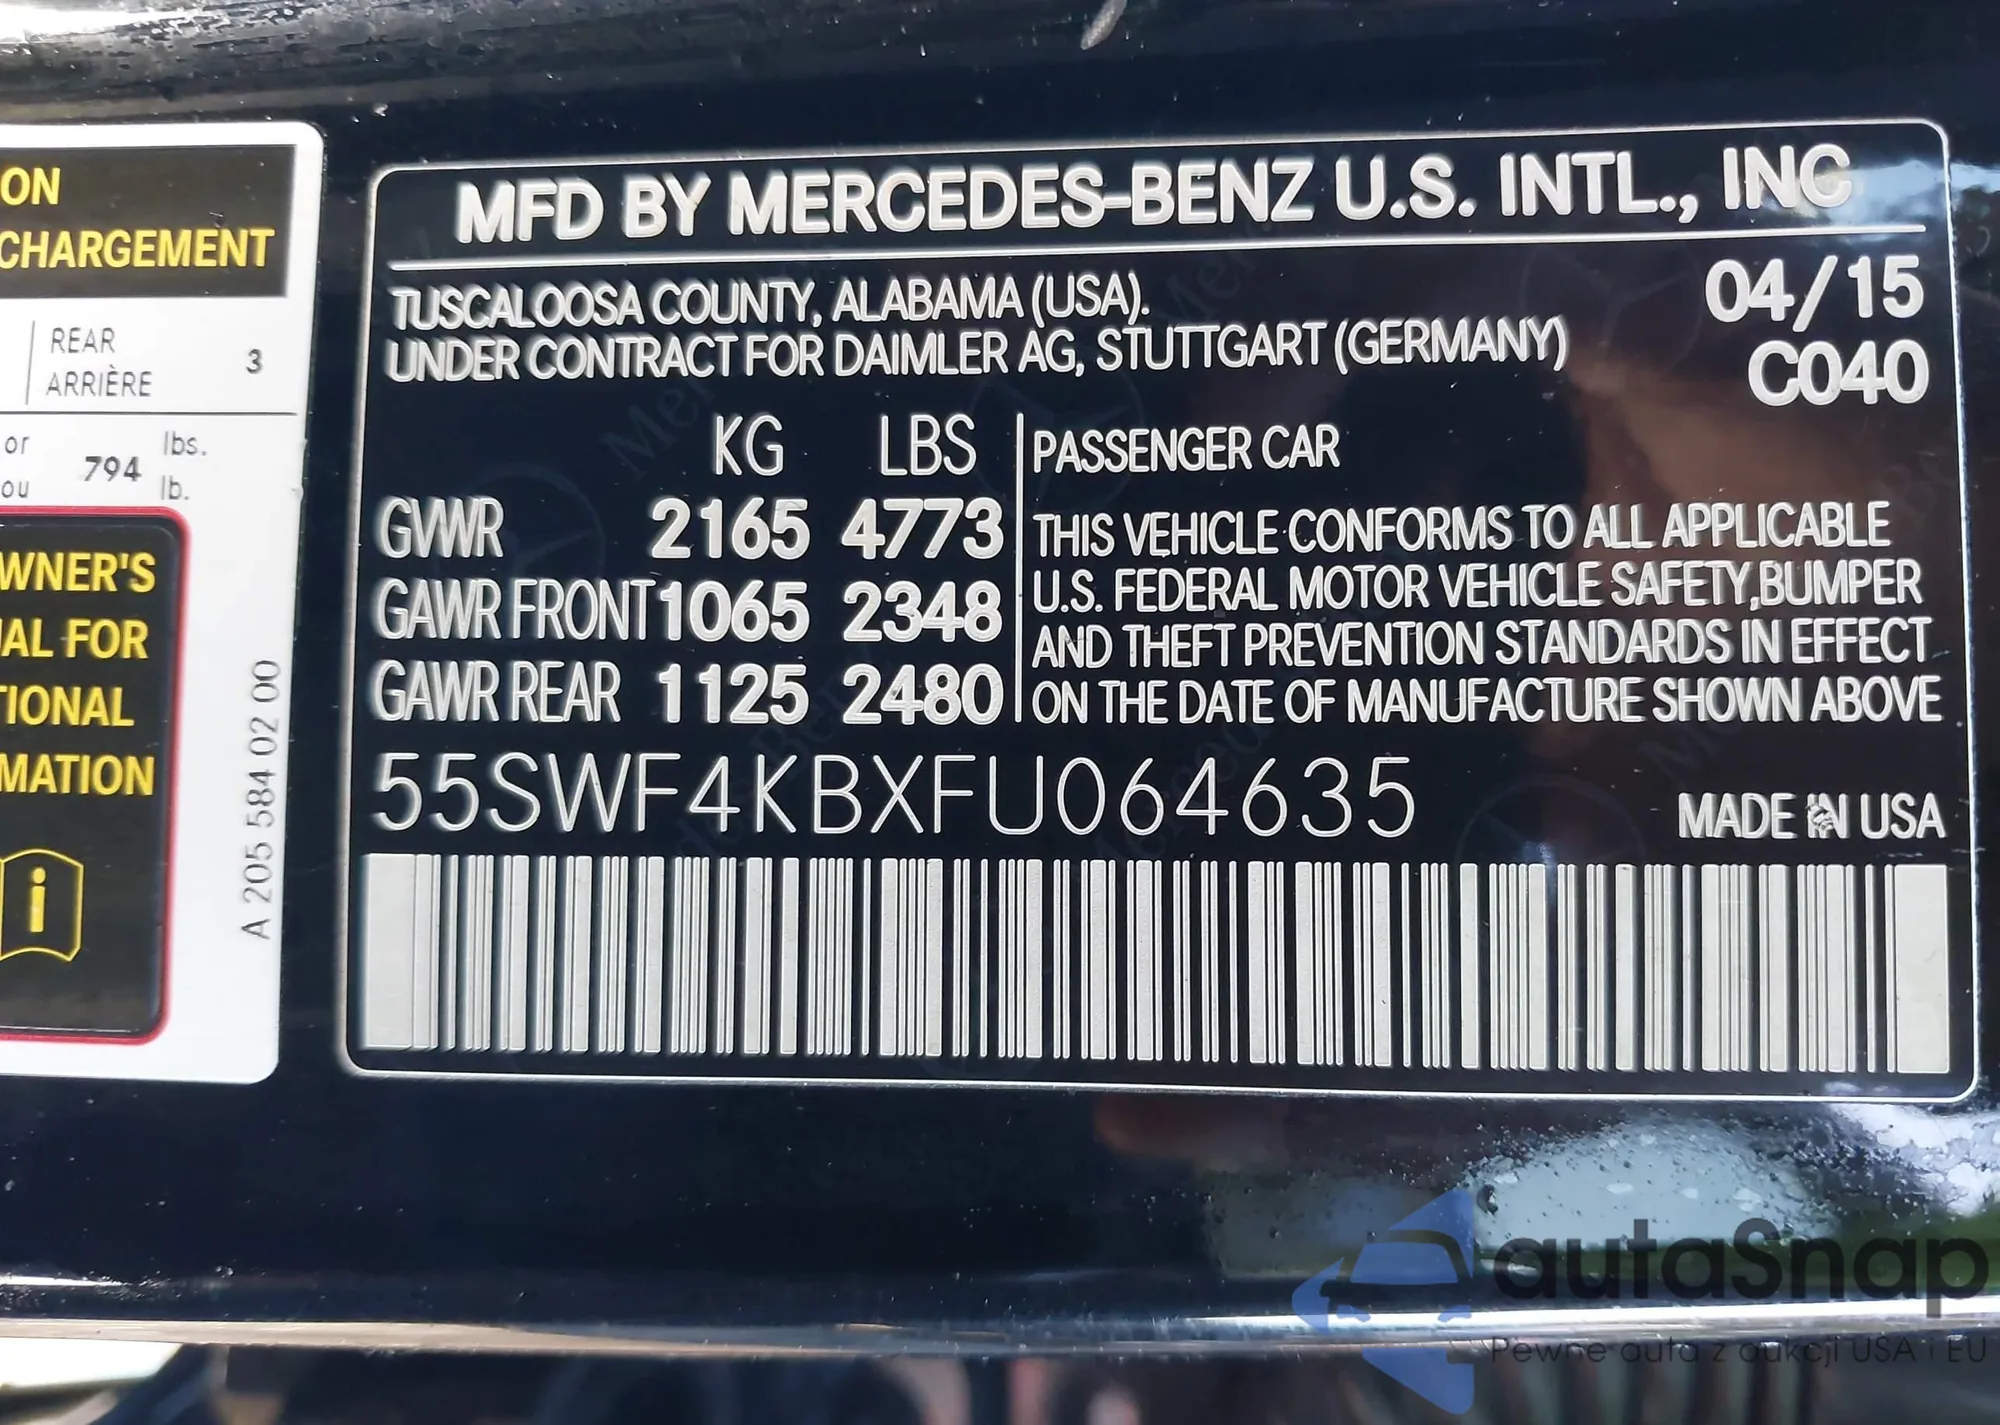 ON
CHARGEMENT
REAR
ARRIÈRE 3
or 794 lbs.
ou lb.
WNER'S
AL FOR
TIONAL
MATION
A 205 584 02 00
MFD BY MERCEDES-BENZ U.S. INTL., INC
TUSCALOOSA COUNTY, ALABAMA (USA). 04/15
UNDER CONTRACT FOR DAIMLER AG, STUTTGART (GERMANY) C040
KG LBS PASSENGER CAR
GVWR 2165 4773 THIS VEHICLE CONFORMS TO ALL APPLICABLE
GAWR FRONT 1065 2348 U.S. FEDERAL MOTOR VEHICLE SAFETY,BUMPER
AND THEFT PREVENTION STANDARDS IN EFFECT
GAWR REAR 1125 2480 ON THE DATE OF MANUFACTURE SHOWN ABOVE
55SWF4KBXFU064635
MADE IN USA
autaSnap
Pewne auta z aukcji USA i EU